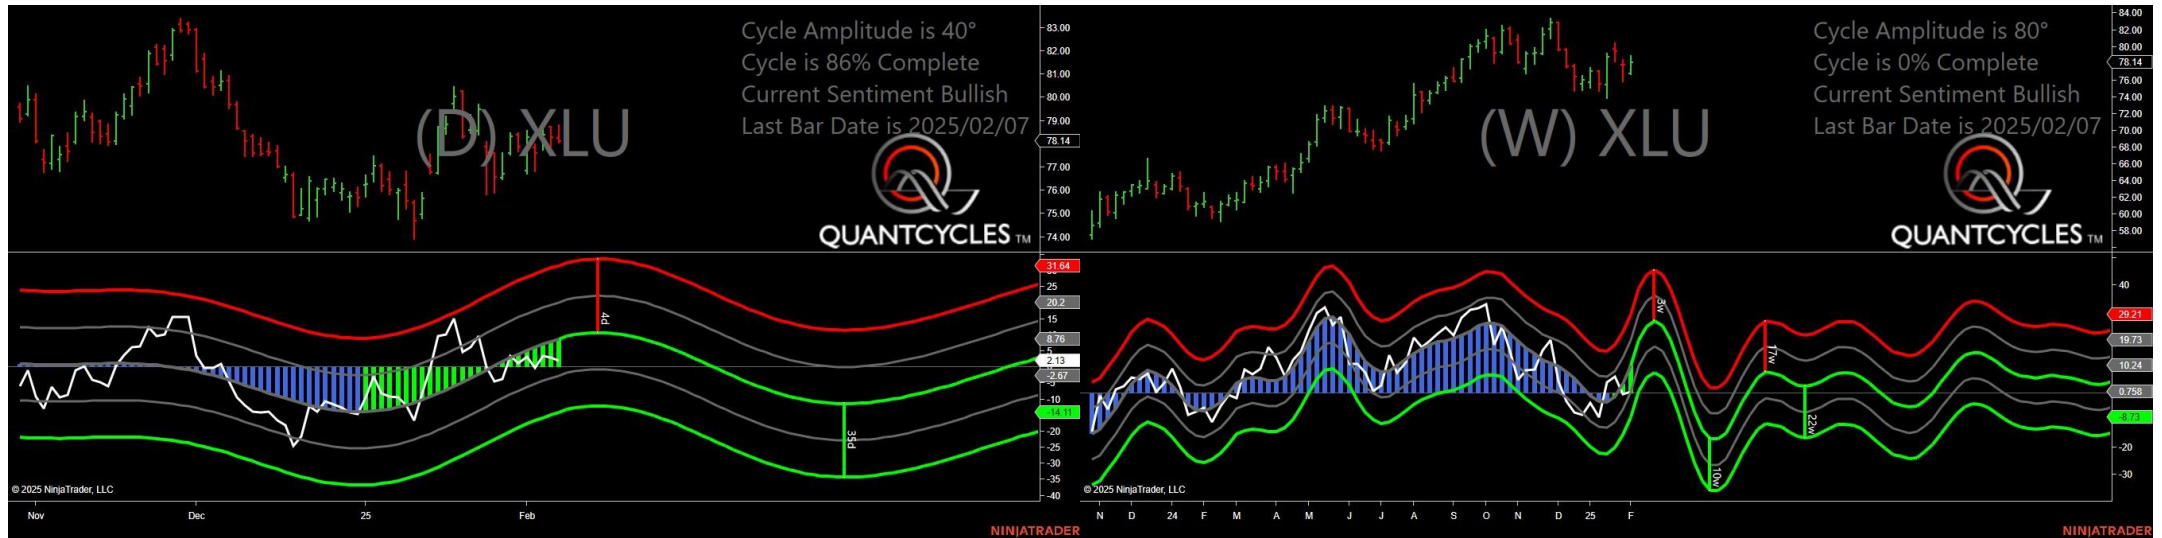 Cycle Amplitude is 40°
Cycle is 86% Complete
Current Sentiment Bullish
Last Bar Date is 2025/02/07
(D) XLU
QUANTCYCLES TM
83.00
82.00
81.00
80.00
79.00
78.14
77.00
76.00
75.00
74.00
31.64
25
20.2
15
8.76
2.13
-2.67
-10
-14.11
-20
-25
-30
-35
-40
4d
35d
© 2025 NinjaTrader, LLC
Nov
Dec
25
Feb
NINJATRADER
Cycle Amplitude is 80°
Cycle is 0% Complete
Current Sentiment Bullish
Last Bar Date is 2025/02/07
(W) XLU
QUANTCYCLES TM
84.00
82.00
80.00
78.14
76.00
74.00
72.00
70.00
68.00
66.00
64.00
62.00
60.00
58.00
40
29.21
19.73
10.24
0.758
-8.73
-20
-30
3w
17w
10w
22w
© 2025 NinjaTrader, LLC
N D 24 F M A M J J A S O N D 25 F
NINJATRADER